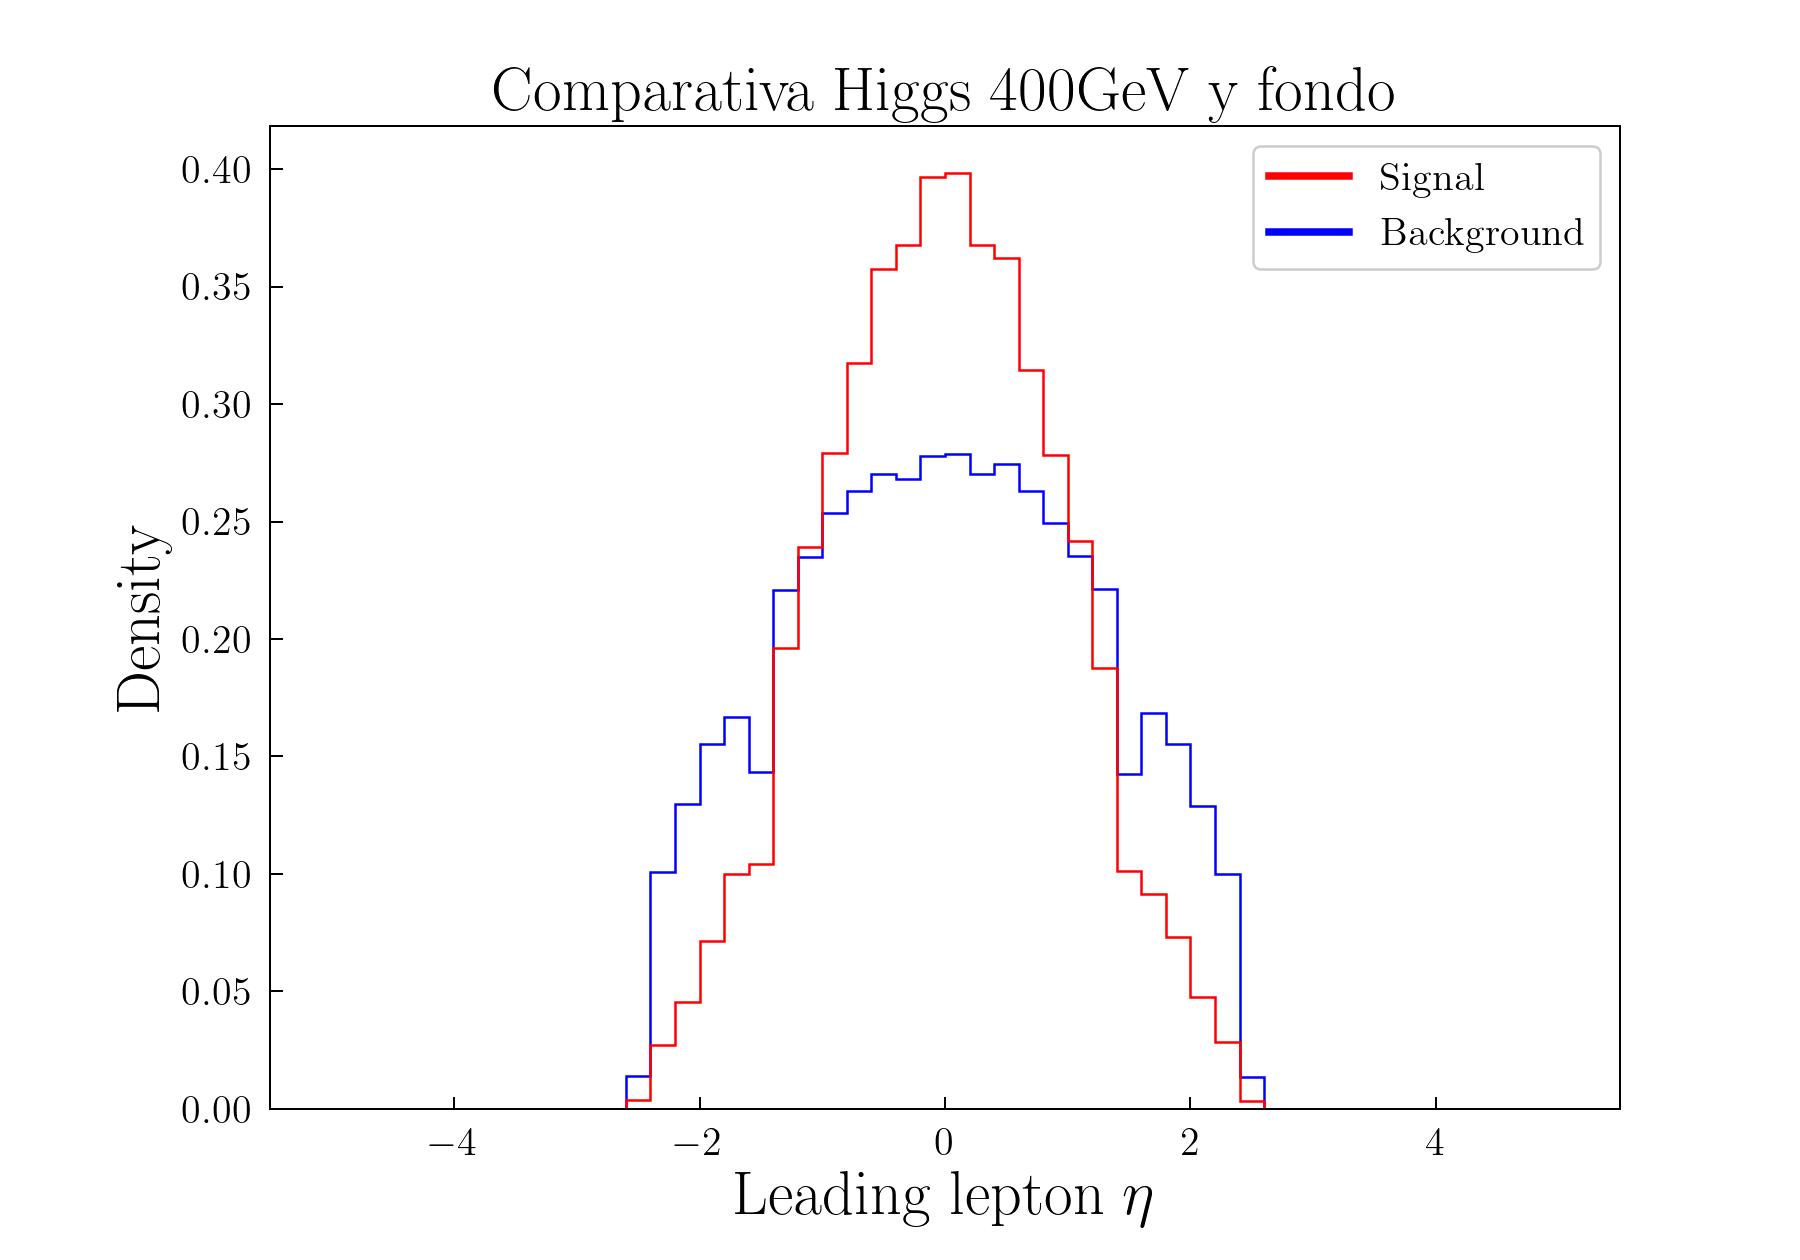 Comparativa Higgs 400GeV y fondo
Signal
Background
0.40
0.35
0.30
0.25
0.20
0.15
0.10
0.05
0.00
Density
−4 −2 0 2 4
Leading lepton η